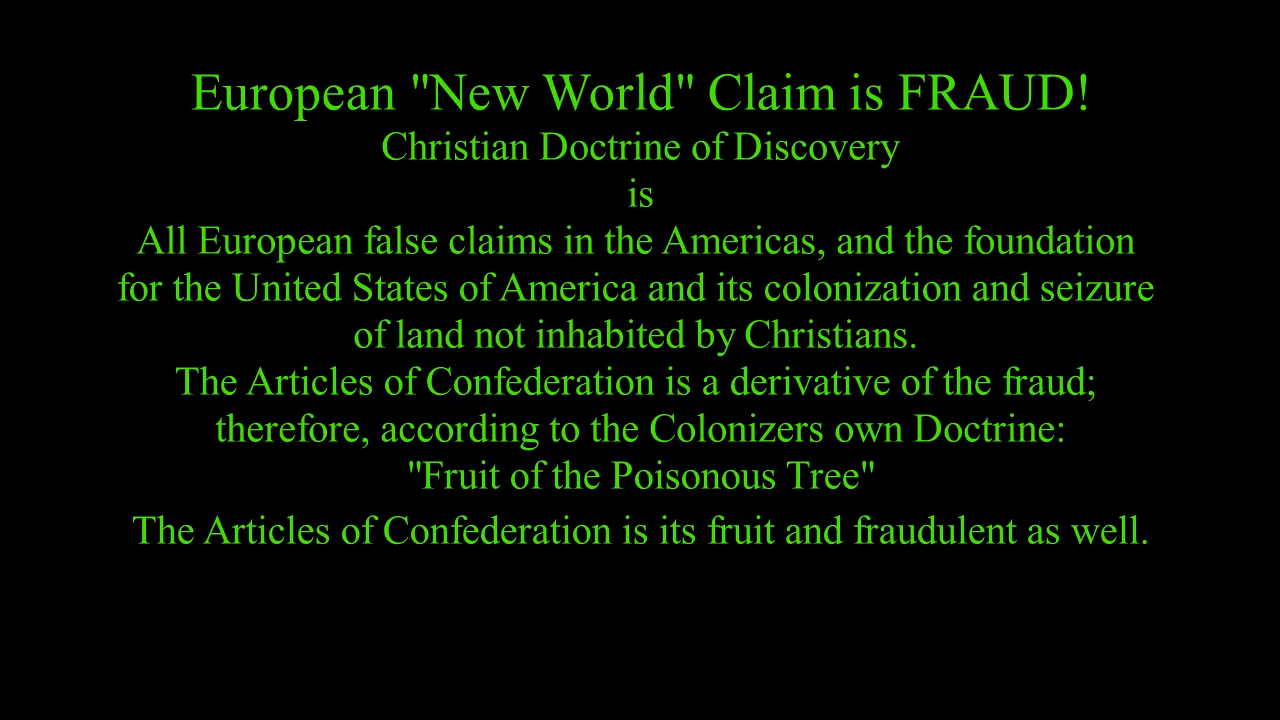 European "New World" Claim is FRAUD!
Christian Doctrine of Discovery
is
All European false claims in the Americas, and the foundation
for the United States of America and its colonization and seizure
of land not inhabited by Christians.
The Articles of Confederation is a derivative of the fraud;
therefore, according to the Colonizers own Doctrine:
"Fruit of the Poisonous Tree"
The Articles of Confederation is its fruit and fraudulent as well.